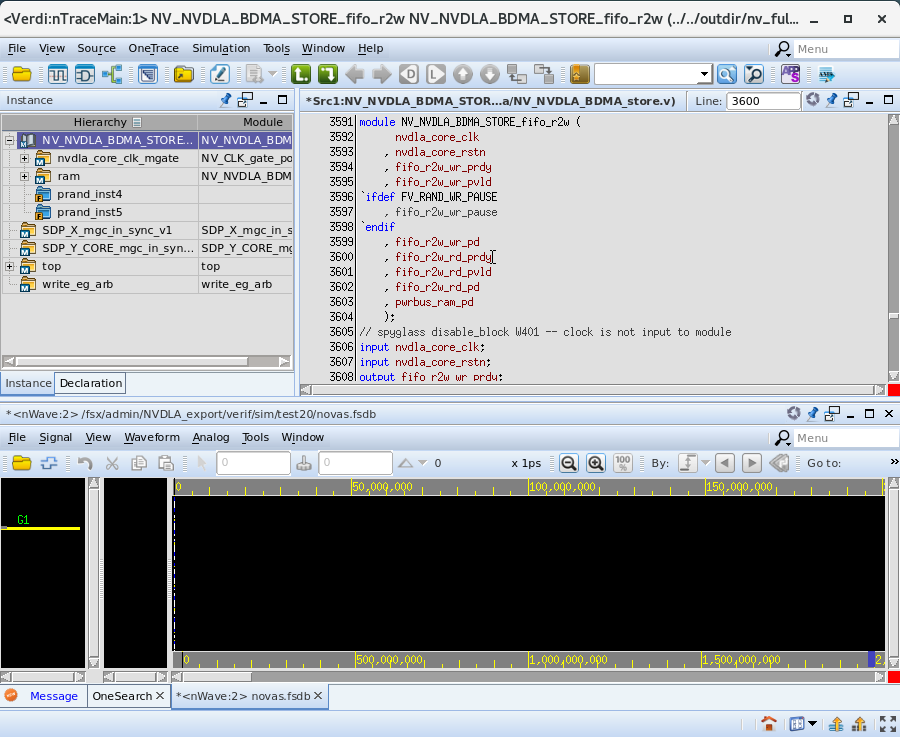 <Verdi:nTraceMain:1> NV_NVDLA_BDMA_STORE_fifo_r2w NV_NVDLA_BDMA_STORE_fifo_r2w (../../outdir/nv_ful...
File View Source OneTrace Simulation Tools Window Help
Menu
Instance
*Src1:NV_NVDLA_BDMA_STOR...a/NV_NVDLA_BDMA_store.v)
Line: 3600
Hierarchy Module
NV_NVDLA_BDMA_STORE... NV_NVDLA_BDM
nvdla_core_clk_mgate NV_CLK_gate_po
ram NV_NVDLA_BDM
prand_inst4
prand_inst5
SDP_X_mgc_in_sync_v1 SDP_X_mgc_in_s
SDP_Y_CORE_mgc_in_syn... SDP_Y_CORE_mg
top top
write_eg_arb write_eg_arb
Instance Declaration
3591 module NV_NVDLA_BDMA_STORE_fifo_r2w (
3592 nvdla_core_clk
3593 , nvdla_core_rstn
3594 , fifo_r2w_wr_prdy
3595 , fifo_r2w_wr_pvld
3596 `ifdef FV_RAND_WR_PAUSE
3597 , fifo_r2w_wr_pause
3598 `endif
3599 , fifo_r2w_wr_pd
3600 , fifo_r2w_rd_prdy
3601 , fifo_r2w_rd_pvld
3602 , fifo_r2w_rd_pd
3603 , pwrbus_ram_pd
3604 );
3605 // spyglass disable_block W401 -- clock is not input to module
3606 input nvdla_core_clk;
3607 input nvdla_core_rstn;
3608 output fifo_r2w_wr_prdy;
*<nWave:2> /fsx/admin/NVDLA_export/verif/sim/test20/novas.fsdb
File Signal View Waveform Analog Tools Window
Menu
0 0 0 x 1ps 100 % By: Go to: »
0 50,000,000 100,000,000 150,000,000
G1
0 500,000,000 1,000,000,000 1,500,000,000 2,
Message OneSearch *<nWave:2> novas.fsdb